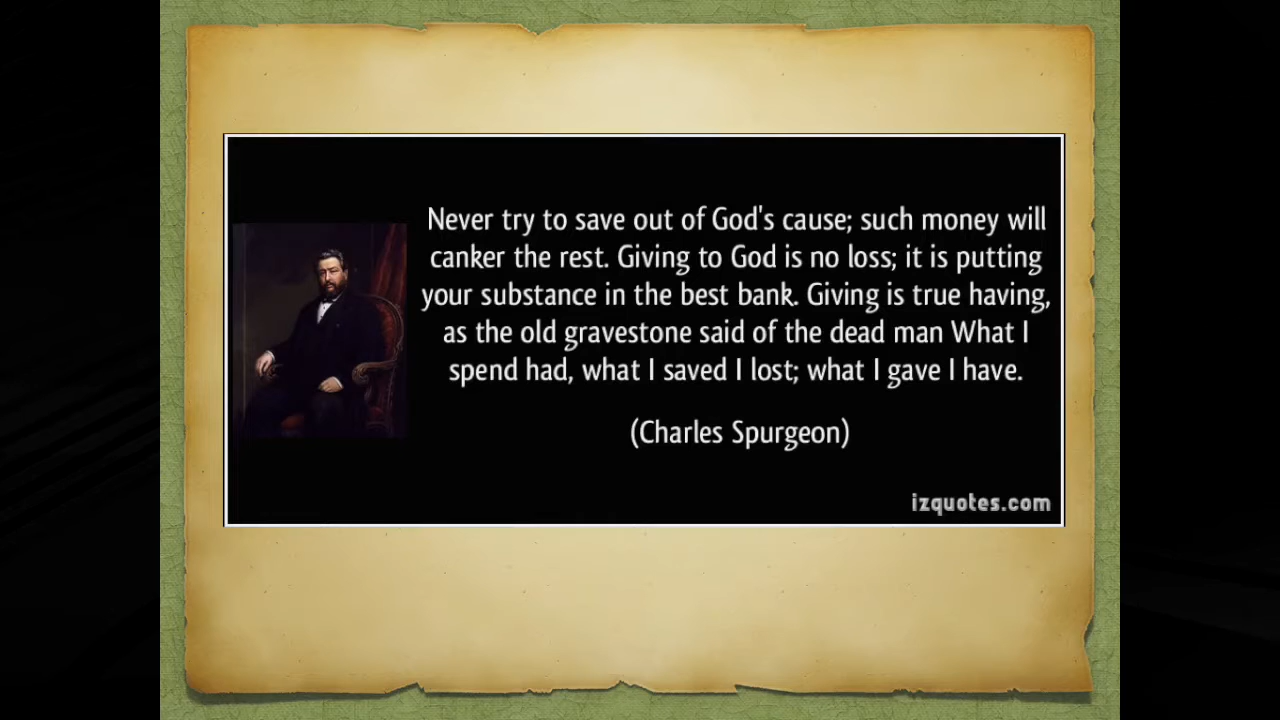 Never try to save out of God's cause; such money will
canker the rest. Giving to God is no loss; it is putting
your substance in the best bank. Giving is true having,
as the old gravestone said of the dead man What I
spend had, what I saved I lost; what I gave I have.
(Charles Spurgeon)
izquotes.com